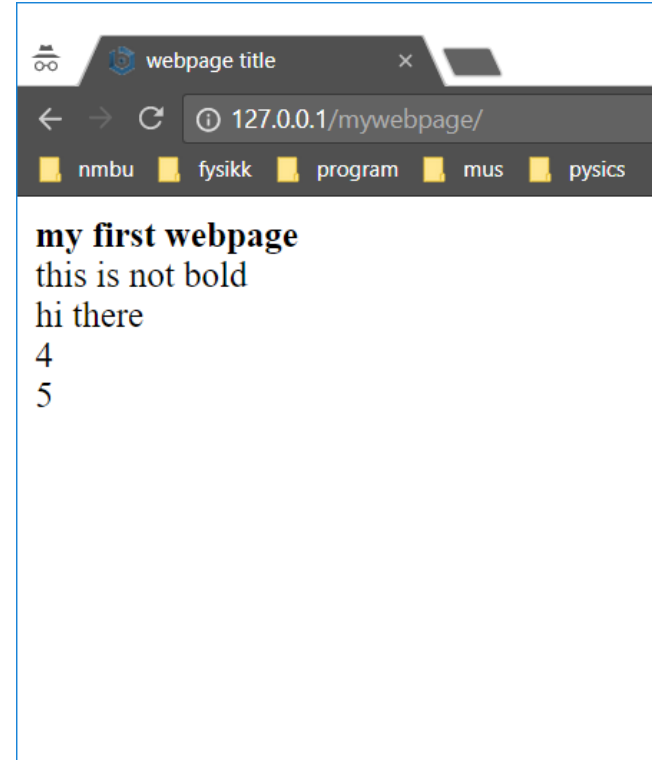 webpage title
127.0.0.1/mywebpage/
nmbu fysikk program mus pysics
my first webpage
this is not bold
hi there
4
5